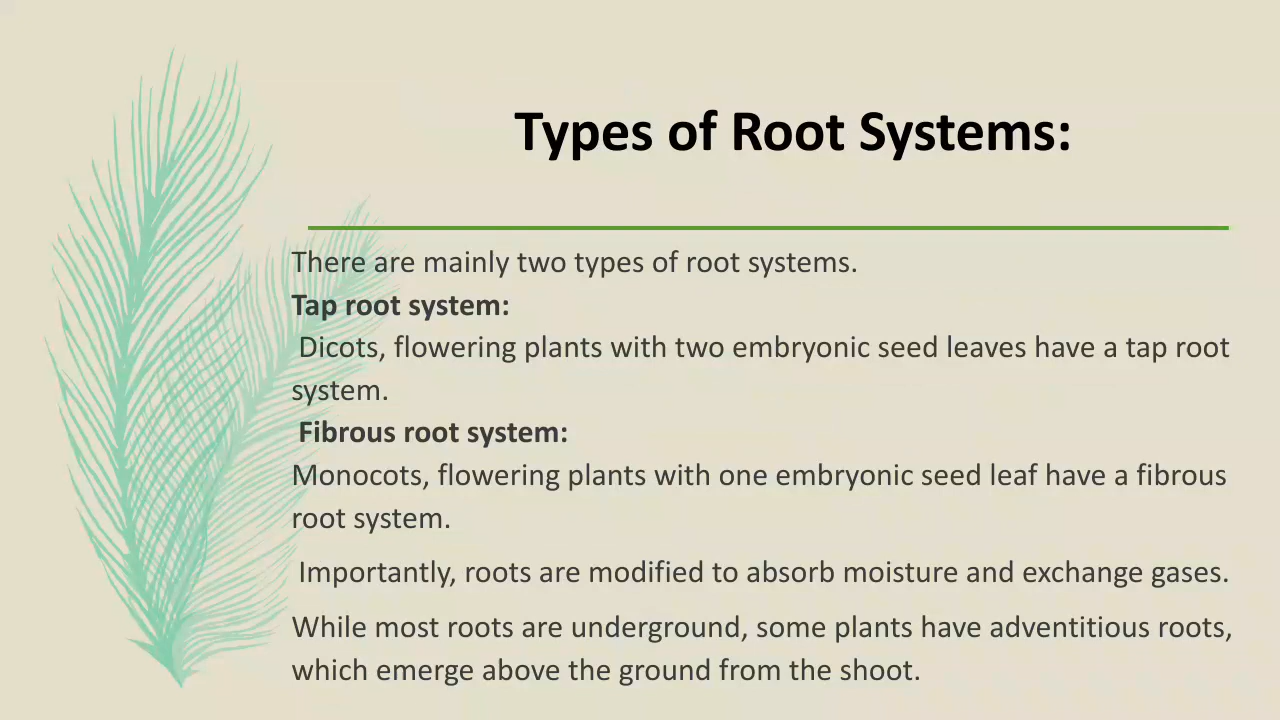 Types of Root Systems:
There are mainly two types of root systems.
Tap root system:
Dicots, flowering plants with two embryonic seed leaves have a tap root
system.
Fibrous root system:
Monocots, flowering plants with one embryonic seed leaf have a fibrous
root system.
Importantly, roots are modified to absorb moisture and exchange gases.
While most roots are underground, some plants have adventitious roots,
which emerge above the ground from the shoot.